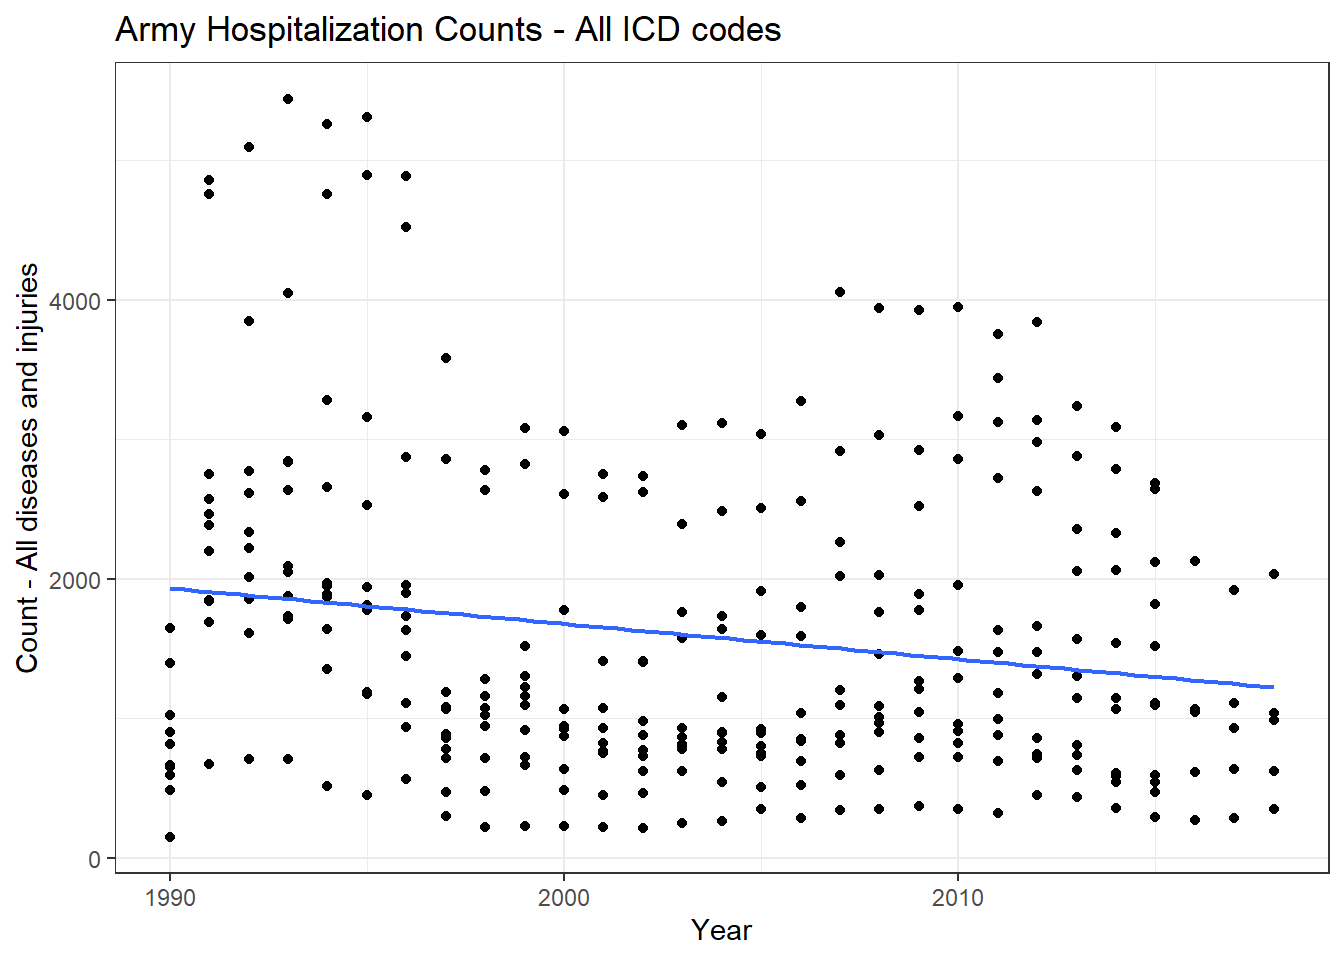 Army Hospitalization Counts - All ICD codes
Count - All diseases and injuries
4000
2000
0
1990
2000
2010
Year